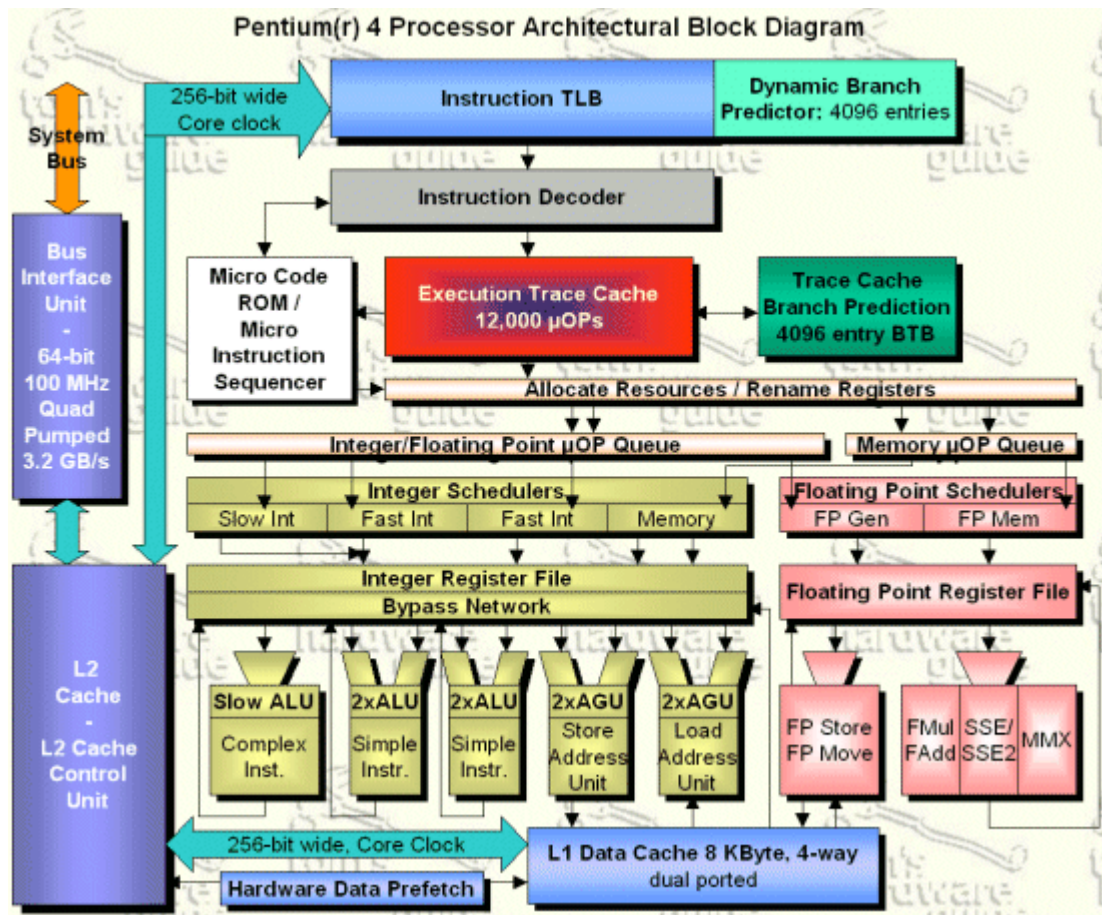 Pentium(r) 4 Processor Architectural Block Diagram
256-bit wide
Core clock
Instruction TLB
Dynamic Branch
Predictor: 4096 entries
System
Bus
Instruction Decoder
Bus
Interface
Unit
-
64-bit
100 MHz
Quad
Pumped
3.2 GB/s
Micro Code
ROM /
Micro
Instruction
Sequencer
Execution Trace Cache
12,000 µOPs
Trace Cache
Branch Prediction
4096 entry BTB
Allocate Resources / Rename Registers
Integer/Floating Point µOP Queue
Memory µOP Queue
Integer Schedulers
Slow Int
Fast Int
Fast Int
Memory
Floating Point Schedulers
FP Gen
FP Mem
Integer Register File
Bypass Network
Floating Point Register File
L2
Cache
-
L2 Cache
Control
Unit
Slow ALU
Complex
Inst.
2xALU
Simple
Instr.
2xALU
Simple
Instr.
2xAGU
Store
Address
Unit
2xAGU
Load
Address
Unit
FP Store
FP Move
FMul
FAdd
SSE/
SSE2
MMX
256-bit wide, Core Clock
L1 Data Cache 8 KByte, 4-way
dual ported
Hardware Data Prefetch
tom's
hardware
guide